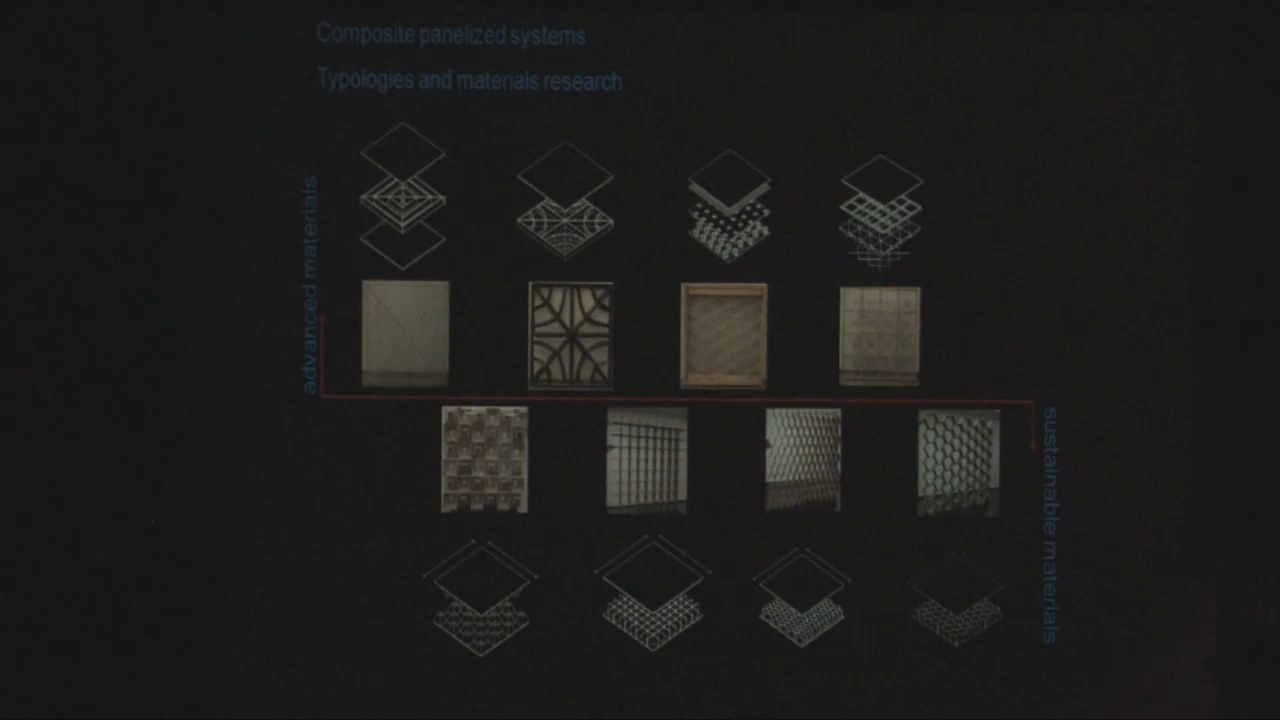 Composite panelized systems
Typologies and materials research
advanced materials
sustainable materials